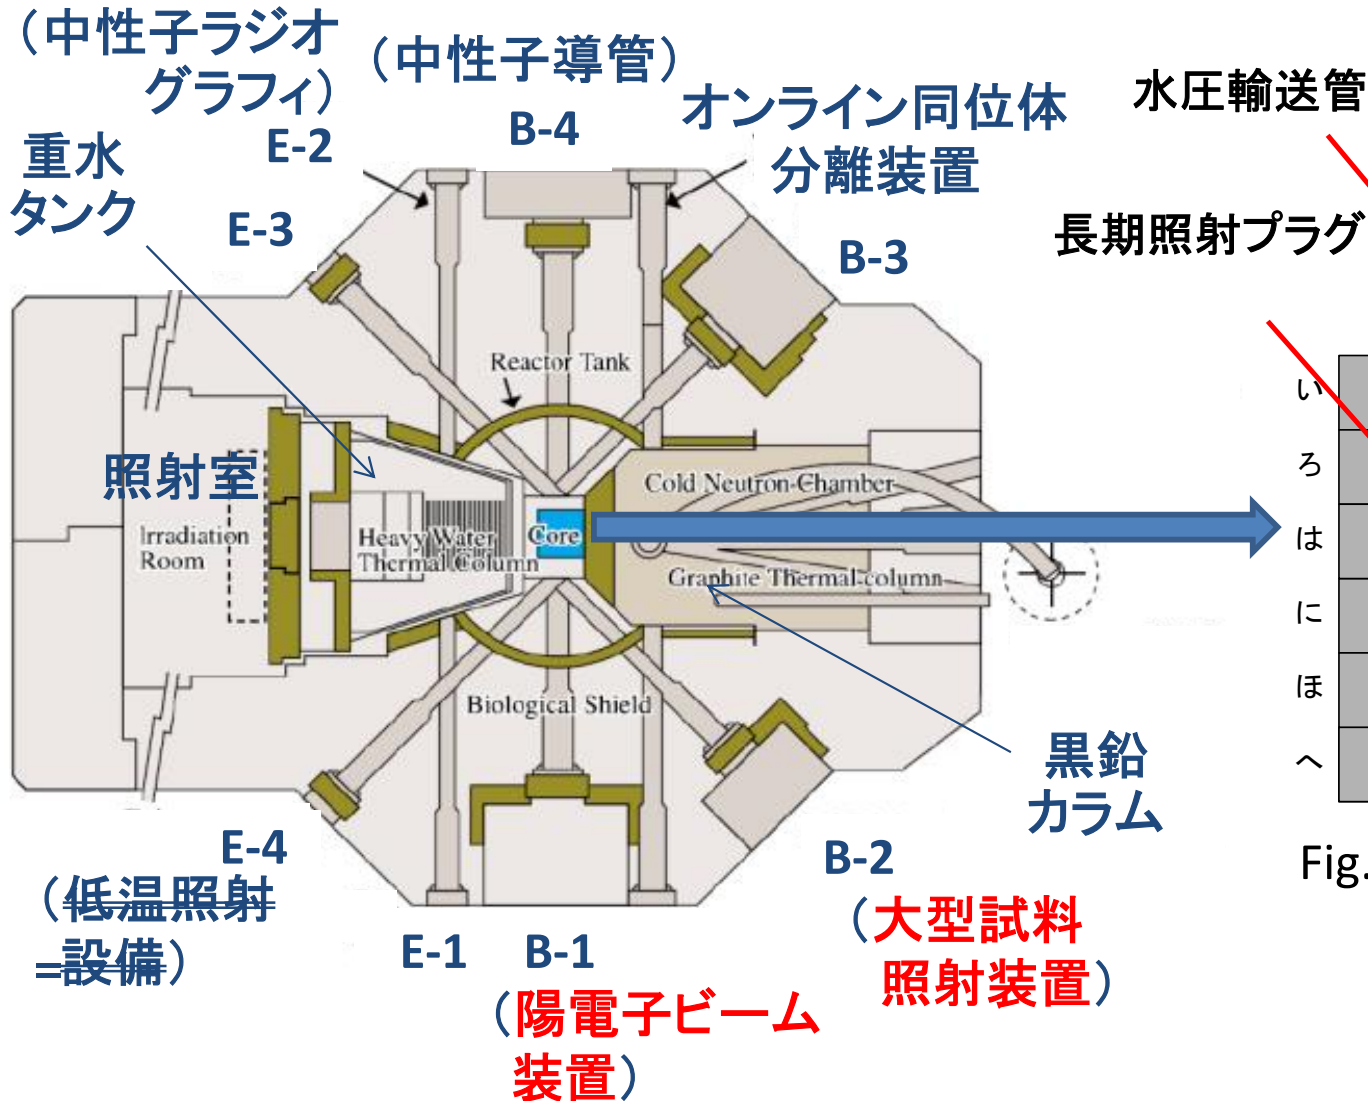 （中性子ラジオ
グラフィ）
E-2
（中性子導管）
B-4
オンライン同位体
分離装置
水圧輸送管
重水
タンク
E-3
B-3
長期照射プラグ
Reactor Tank
い
ろ
は
に
ほ
へ
照射室
Irradiation
Room
Heavy Water
Thermal Column
Core
Cold Neutron Chamber
Graphite Thermal column
Biological Shield
黒鉛
カラム
E-4
（低温照射
設備）
E-1
B-1
（陽電子ビーム
装置）
B-2
（大型試料
照射装置）
Fig.